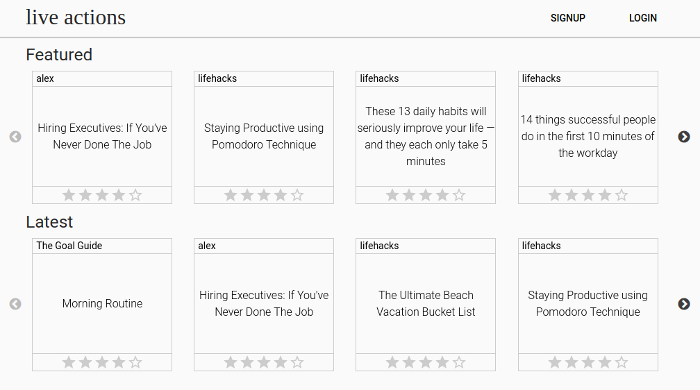 live actions
SIGNUP
LOGIN
Featured
alex
Hiring Executives: If You've
Never Done The Job
lifehacks
Staying Productive using
Pomodoro Technique
lifehacks
These 13 daily habits will
seriously improve your life —
and they each only take 5
minutes
lifehacks
14 things successful people
do in the first 10 minutes of
the workday
Latest
The Goal Guide
Morning Routine
alex
Hiring Executives: If You've
Never Done The Job
lifehacks
The Ultimate Beach
Vacation Bucket List
lifehacks
Staying Productive using
Pomodoro Technique